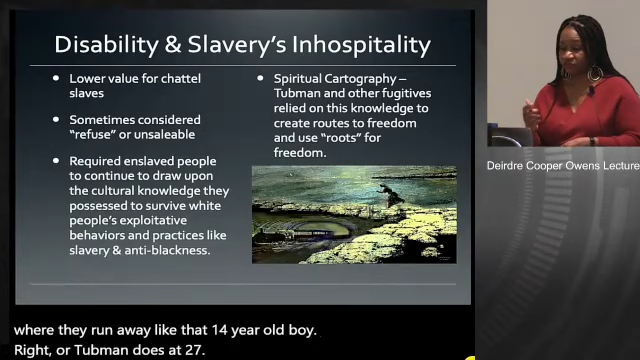 Disability & Slavery's Inhospitality
• Lower value for chattel
slaves
• Sometimes considered
"refuse" or unsaleable
• Required enslaved people
to continue to draw upon
the cultural knowledge they
possessed to survive white
people's exploitative
behaviors and practices like
slavery & anti-blackness.
• Spiritual Cartography –
Tubman and other fugitives
relied on this knowledge to
create routes to freedom
and use "roots" for
freedom.
Deirdre Cooper Owens Lecture
where they run away like that 14 year old boy.
Right, or Tubman does at 27.